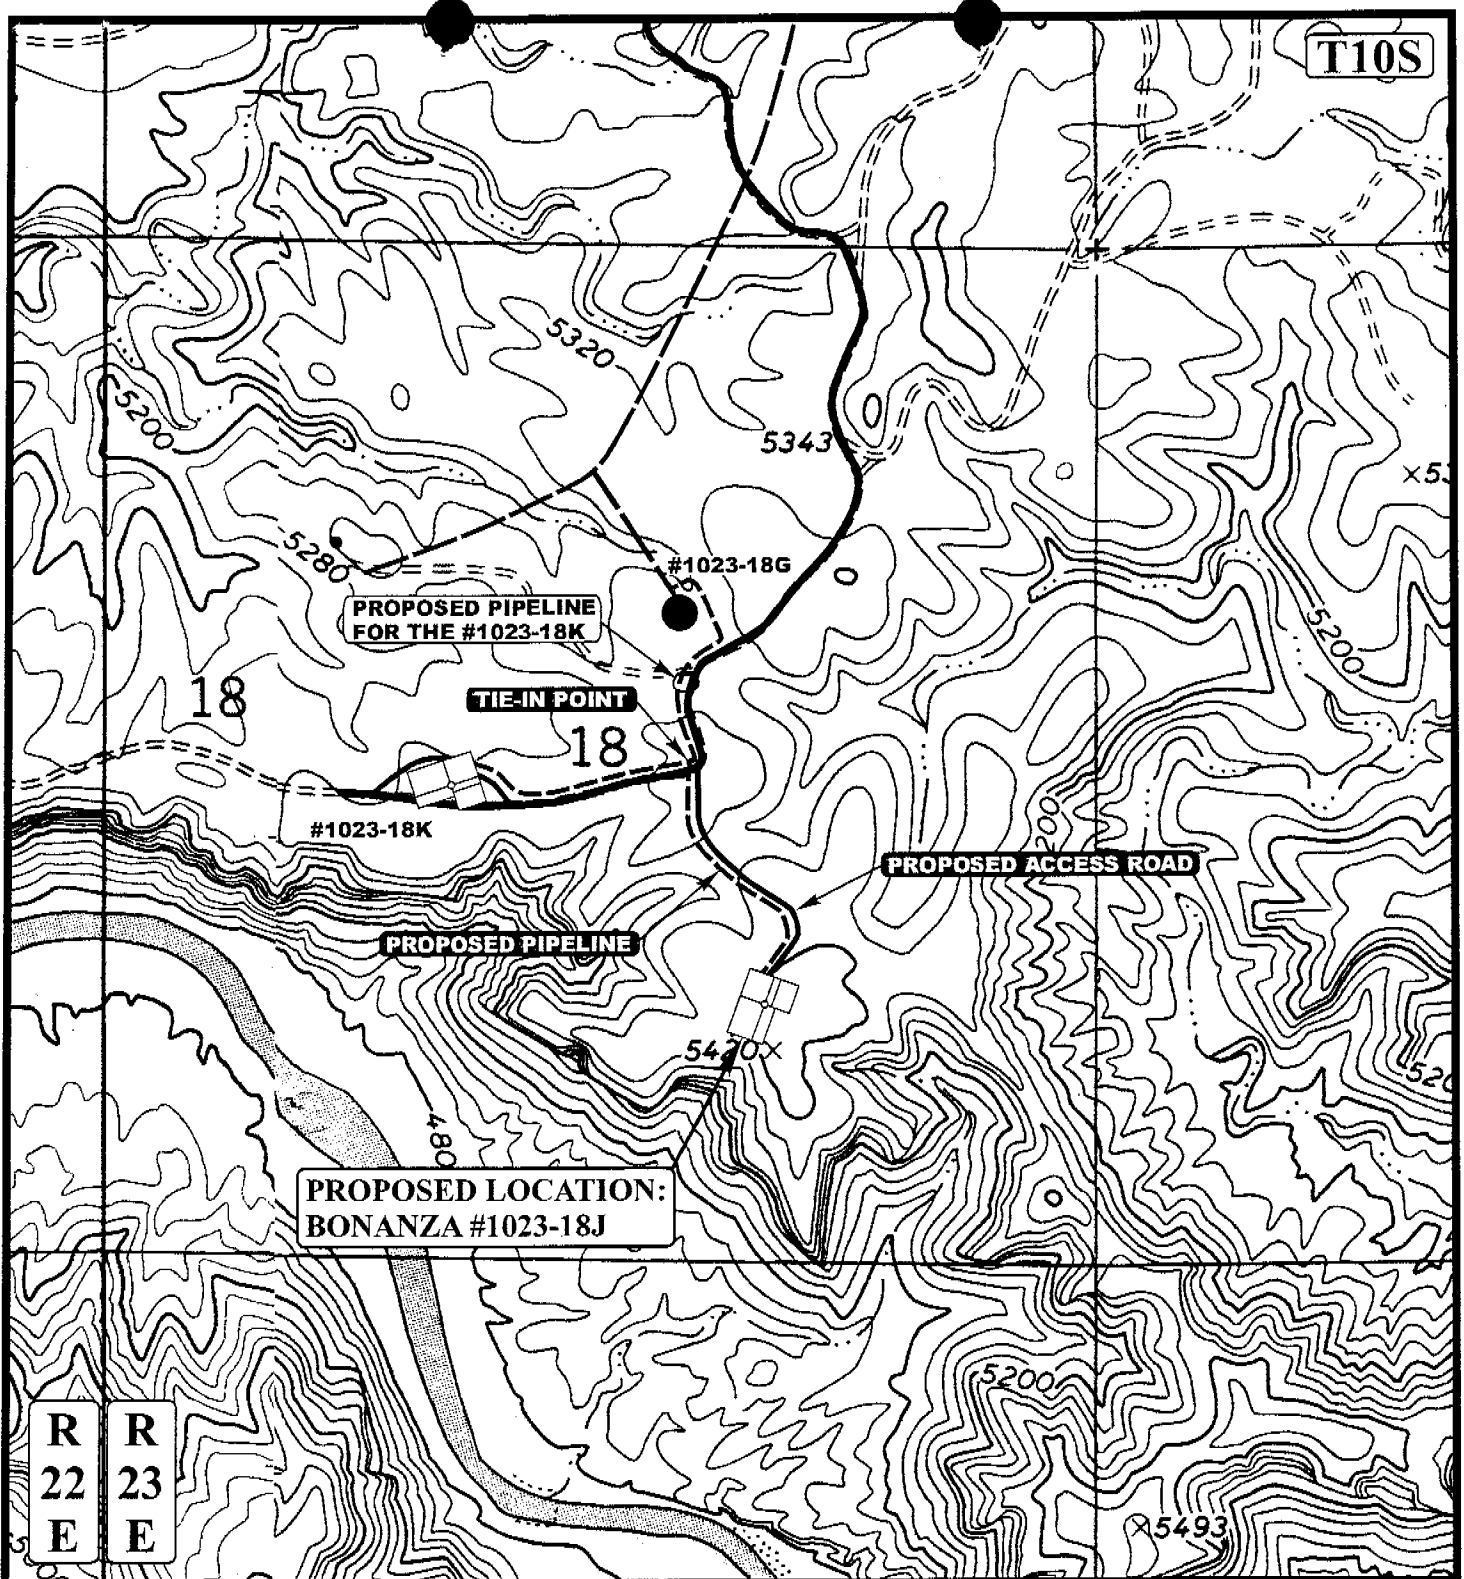 T10S
5320
5200
5343
5280
#1023-18G
PROPOSED PIPELINE
FOR THE #1023-18K
5200
18
TIE-IN POINT
18
#1023-18K
PROPOSED ACCESS ROAD
PROPOSED PIPELINE
5420
480
PROPOSED LOCATION:
BONANZA #1023-18J
5200
R
22
E
R
23
E
5493